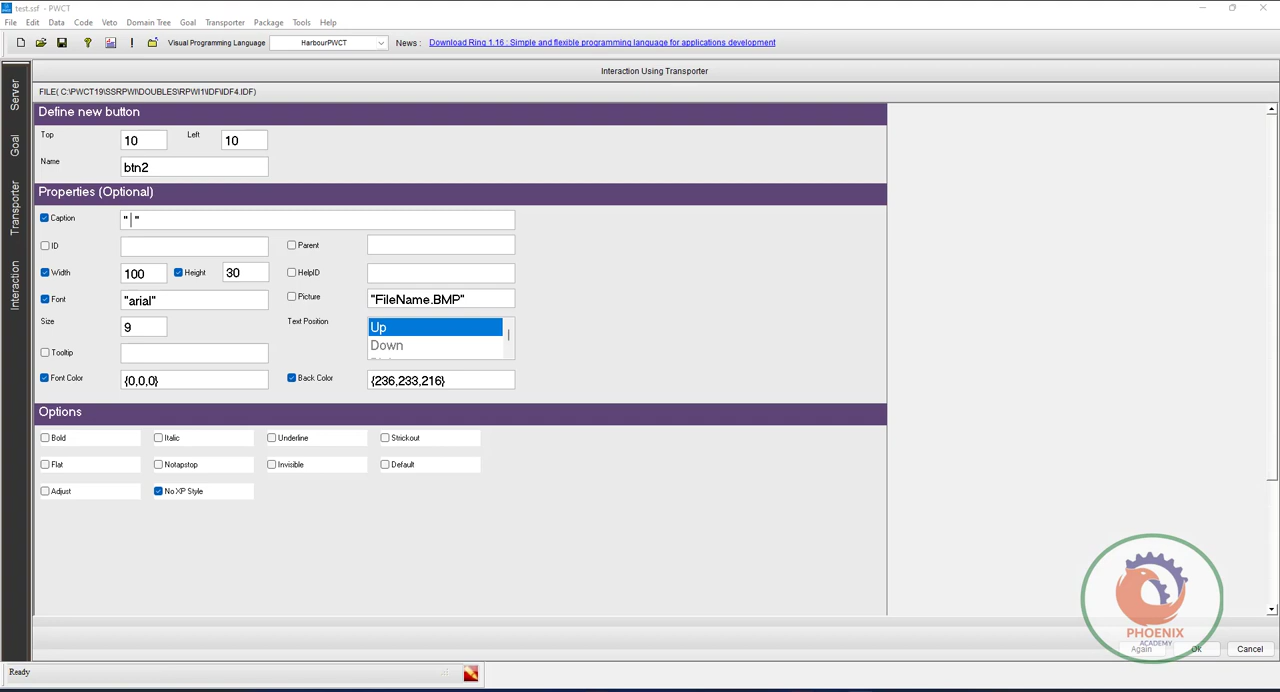 test.ssf - PWCT
File Edit Data Code Veto Domain Tree Goal Transporter Package Tools Help
Visual Programming Language HarbourPWCT News : Download Ring 1.16 : Simple and flexible programming language for applications development
Interaction Using Transporter
FILE( C:\PWCT19\SSRPWI\DOUBLES\RPWI1\IDF\IDF4.IDF)
Server
Goal
Transporter
Interaction
Define new button
Top 10 Left 10
Name btn2
Properties (Optional)
Caption " "
ID Parent
Width 100 Height 30 HelpID
Font "arial" Picture "FileName.BMP"
Size 9 Text Position Up
Down
Tooltip
Font Color {0,0,0} Back Color {236,233,216}
Options
Bold Italic Underline Strickout
Flat Notapstop Invisible Default
Adjust No XP Style
PHOENIX
ACADEMY
Again Ok Cancel
Ready